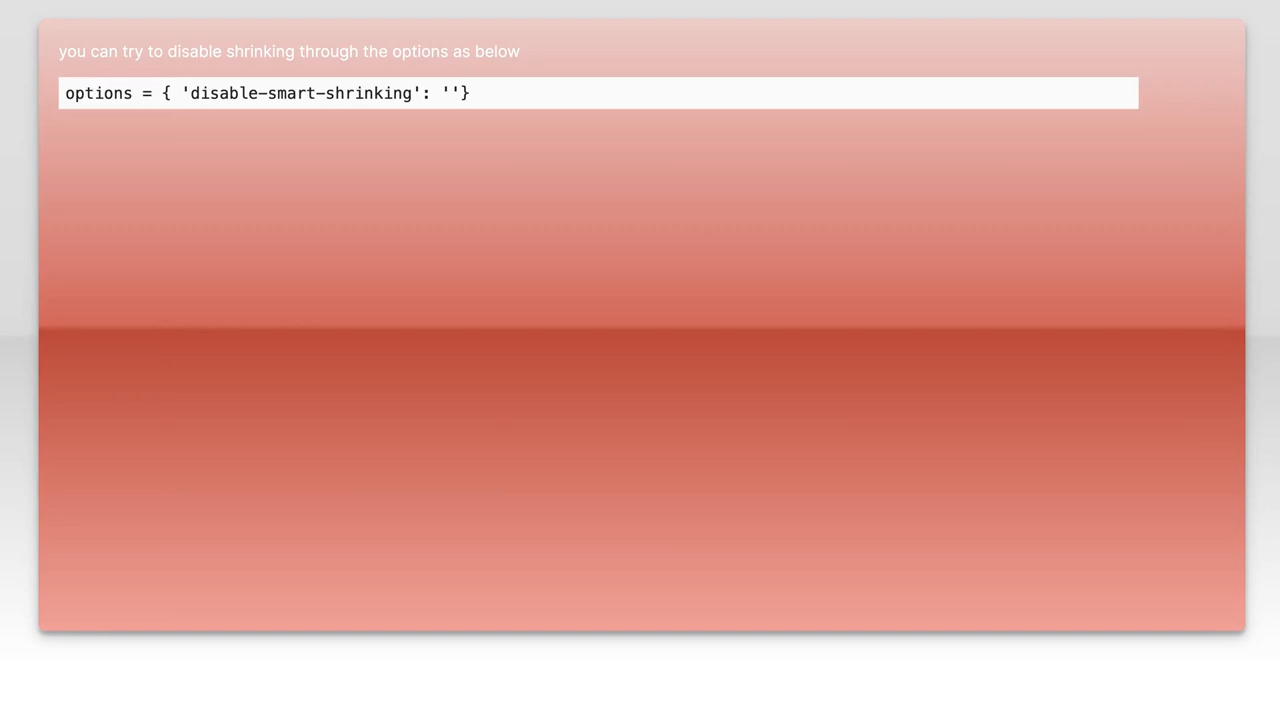 you can try to disable shrinking through the options as below
options = { 'disable-smart-shrinking': ''}